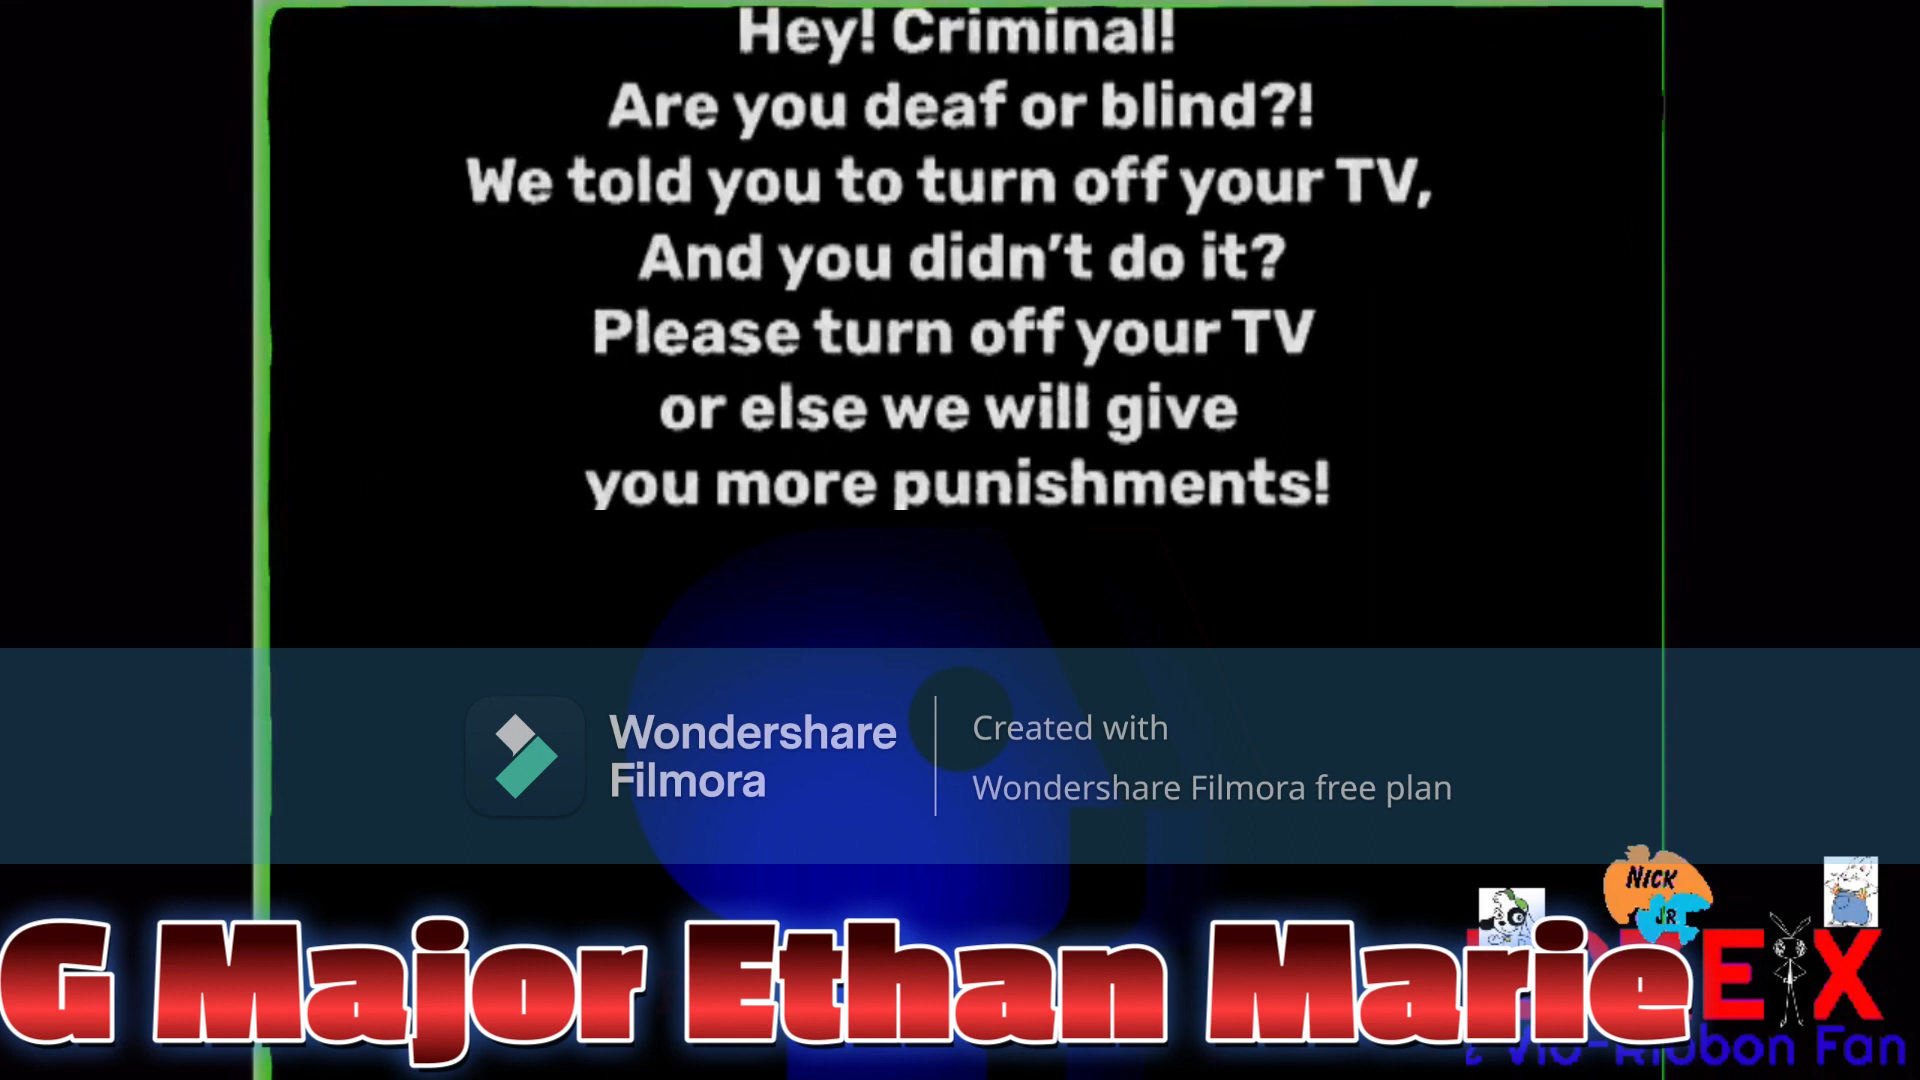 Hey! Criminal!
Are you deaf or blind?!
We told you to turn off your TV,
And you didn’t do it?
Please turn off your TV
or else we will give
you more punishments!
Wondershare
Filmora
Created with
Wondershare Filmora free plan
NICK
JR
G Major Ethan Marie
EX
Vib-Ribbon Fan